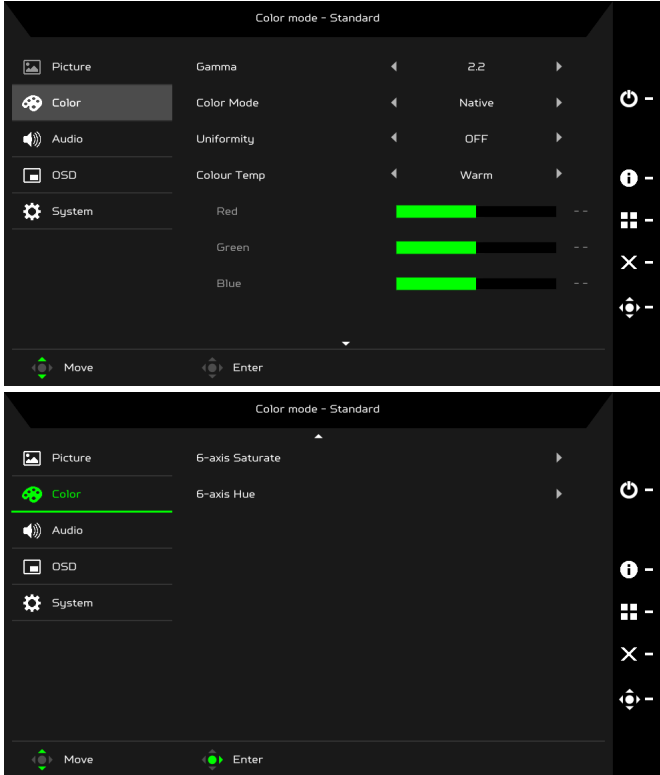 Color mode - Standard
Picture Gamma 2.2
Color Color Mode Native
Audio Uniformity OFF
OSD Colour Temp Warm
System Red - -
Green - -
Blue - -
Move Enter
Color mode - Standard
Picture 6-axis Saturate
Color 6-axis Hue
Audio
OSD
System
Move Enter